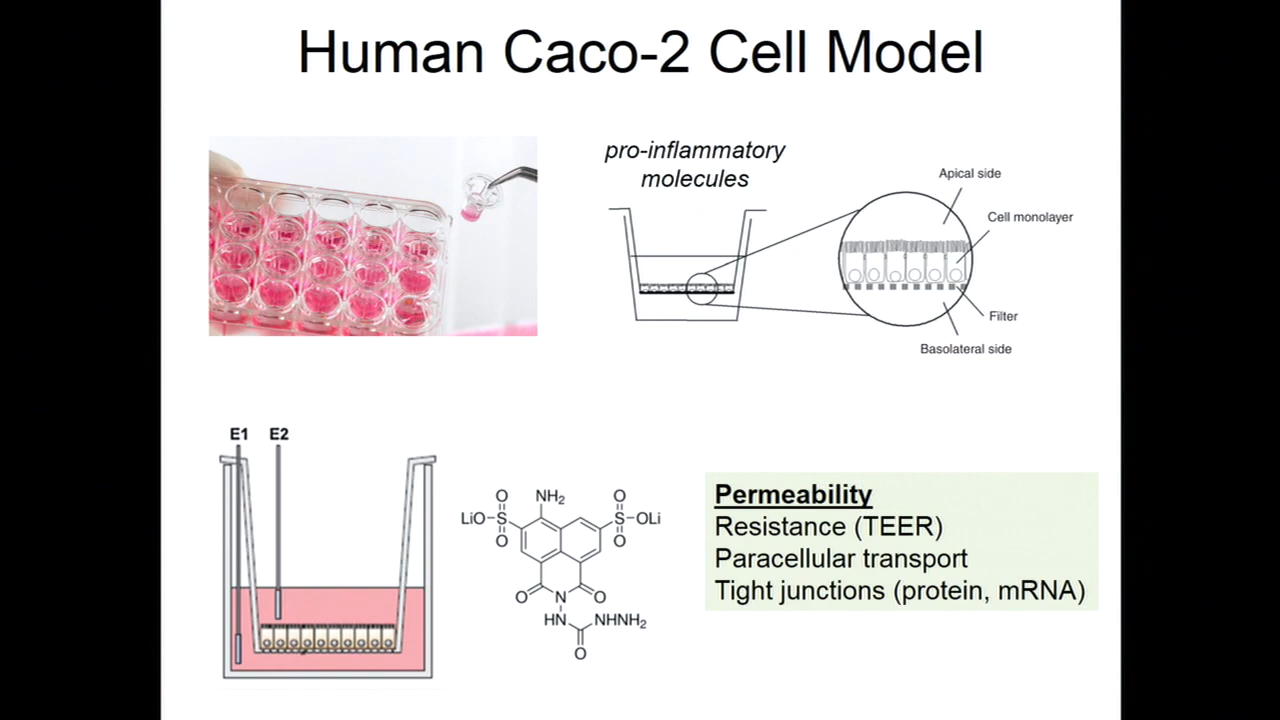 Human Caco-2 Cell Model
pro-inflammatory
molecules
Apical side
Cell monolayer
Filter
Basolateral side
E1 E2
O NH₂ O
LiO S S OLi
O O
O N O
HN NHNH₂
O
Permeability
Resistance (TEER)
Paracellular transport
Tight junctions (protein, mRNA)